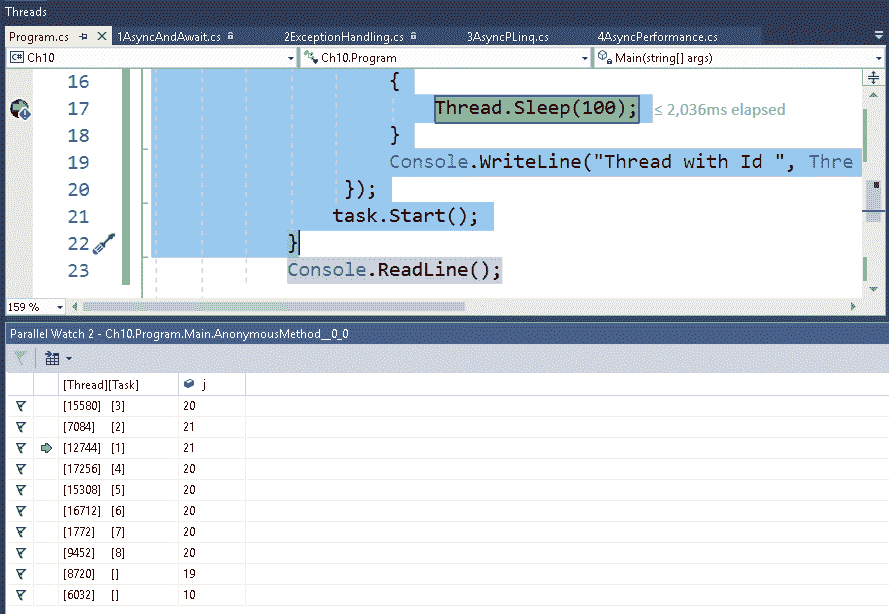 Threads
Program.cs 1AsyncAndAwait.cs 2ExceptionHandling.cs 3AsyncPLinq.cs 4AsyncPerformance.cs
C# Ch10 Ch10.Program Main(string[] args)
16 {
17 Thread.Sleep(100); ≤ 2,036ms elapsed
18 }
19 Console.WriteLine("Thread with Id ", Thre
20 });
21 task.Start();
22 }
23 Console.ReadLine();
159 %
Parallel Watch 2 - Ch10.Program.Main.AnonymousMethod__0_0
[Thread][Task] j
[15580] [3] 20
[7084] [2] 21
[12744] [1] 21
[17256] [4] 20
[15308] [5] 20
[16712] [6] 20
[1772] [7] 20
[9452] [8] 20
[8720] [] 19
[6032] [] 10